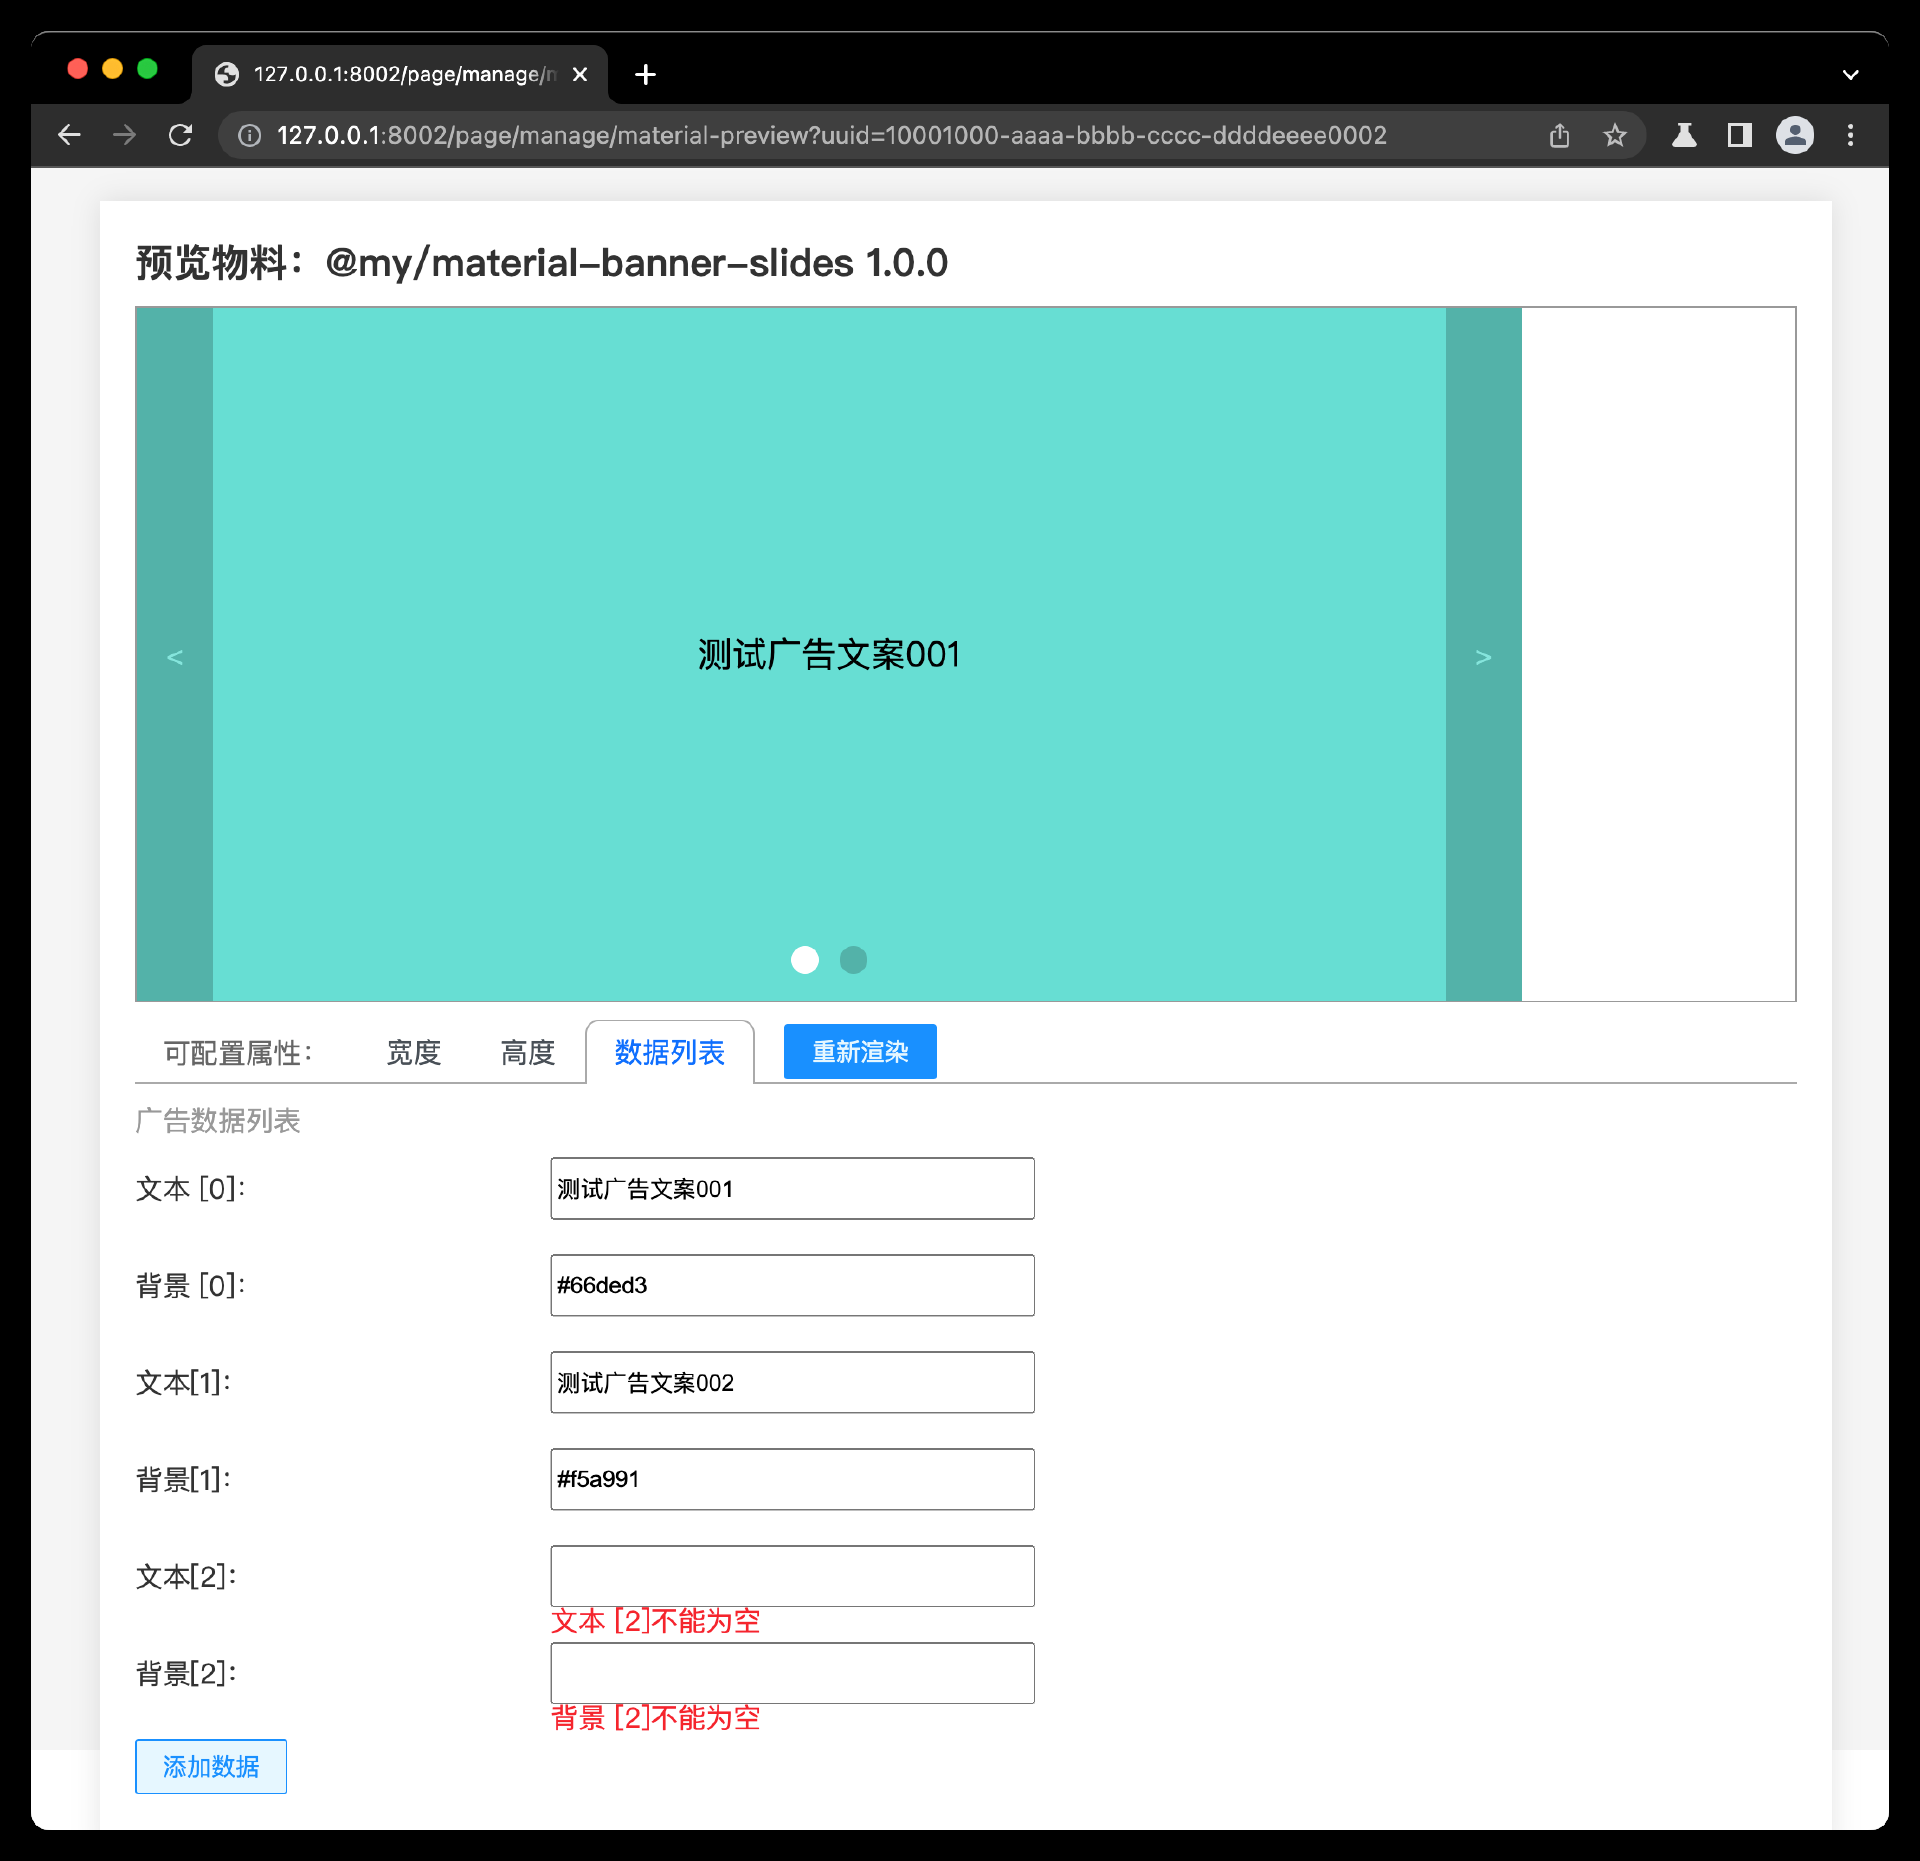 127.0.0.1:8002/page/manage/
127.0.0.1:8002/page/manage/material-preview?uuid=10001000-aaaa-bbbb-cccc-ddddeeee0002
预览物料：@my/material-banner-slides 1.0.0
<
测试广告文案001
>
可配置属性：
宽度
高度
数据列表
重新渲染
广告数据列表
文本 [0]:
测试广告文案001
背景 [0]:
#66ded3
文本[1]:
测试广告文案002
背景[1]:
#f5a991
文本[2]:
文本 [2]不能为空
背景[2]:
背景 [2]不能为空
添加数据